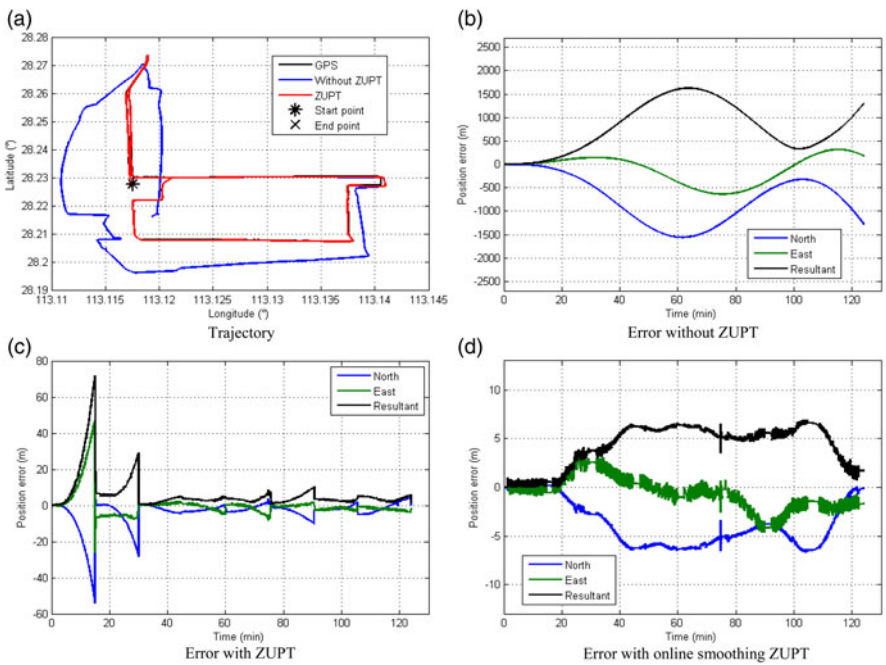 (a)
28.28
28.27
28.26
28.25
28.24
28.23
28.22
28.21
28.2
28.19
Latitude (°)
GPS
Without ZUPT
ZUPT
Start point
End point
113.11 113.115 113.12 113.125 113.13 113.135 113.14 113.145
Longitude (°)
Trajectory
(b)
2500
2000
1500
1000
500
0
-500
-1000
-1500
-2000
-2500
Position error (m)
North
East
Resultant
0 20 40 60 80 100 120
Time (min)
Error without ZUPT
(c)
80
60
40
20
0
-20
-40
-60
Position error (m)
North
East
Resultant
0 20 40 60 80 100 120
Time (min)
Error with ZUPT
(d)
10
5
0
-5
-10
Position error (m)
North
East
Resultant
0 20 40 60 80 100 120
Time (min)
Error with online smoothing ZUPT